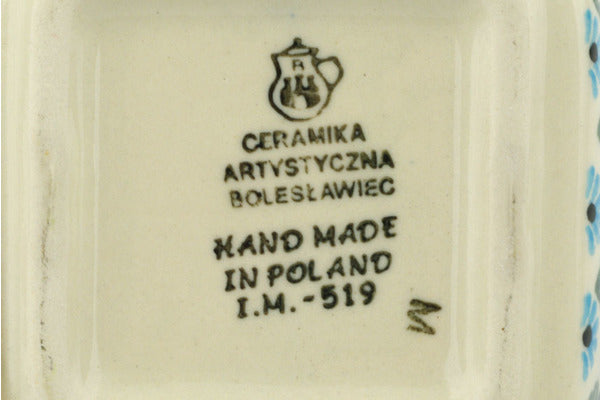 R
CERAMIKA
ARTYSTYCZNA
BOLESŁAWIEC
HAND MADE
IN POLAND
I.M.-519
M